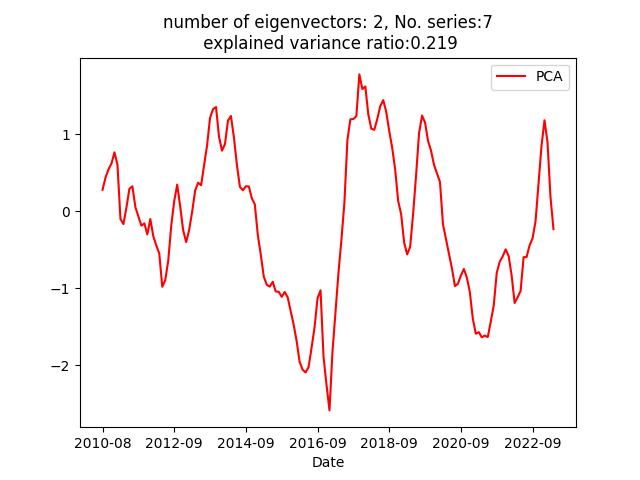 number of eigenvectors: 2, No. series:7
explained variance ratio:0.219
PCA
1
0
−1
−2
2010-08 2012-09 2014-09 2016-09 2018-09 2020-09 2022-09
Date